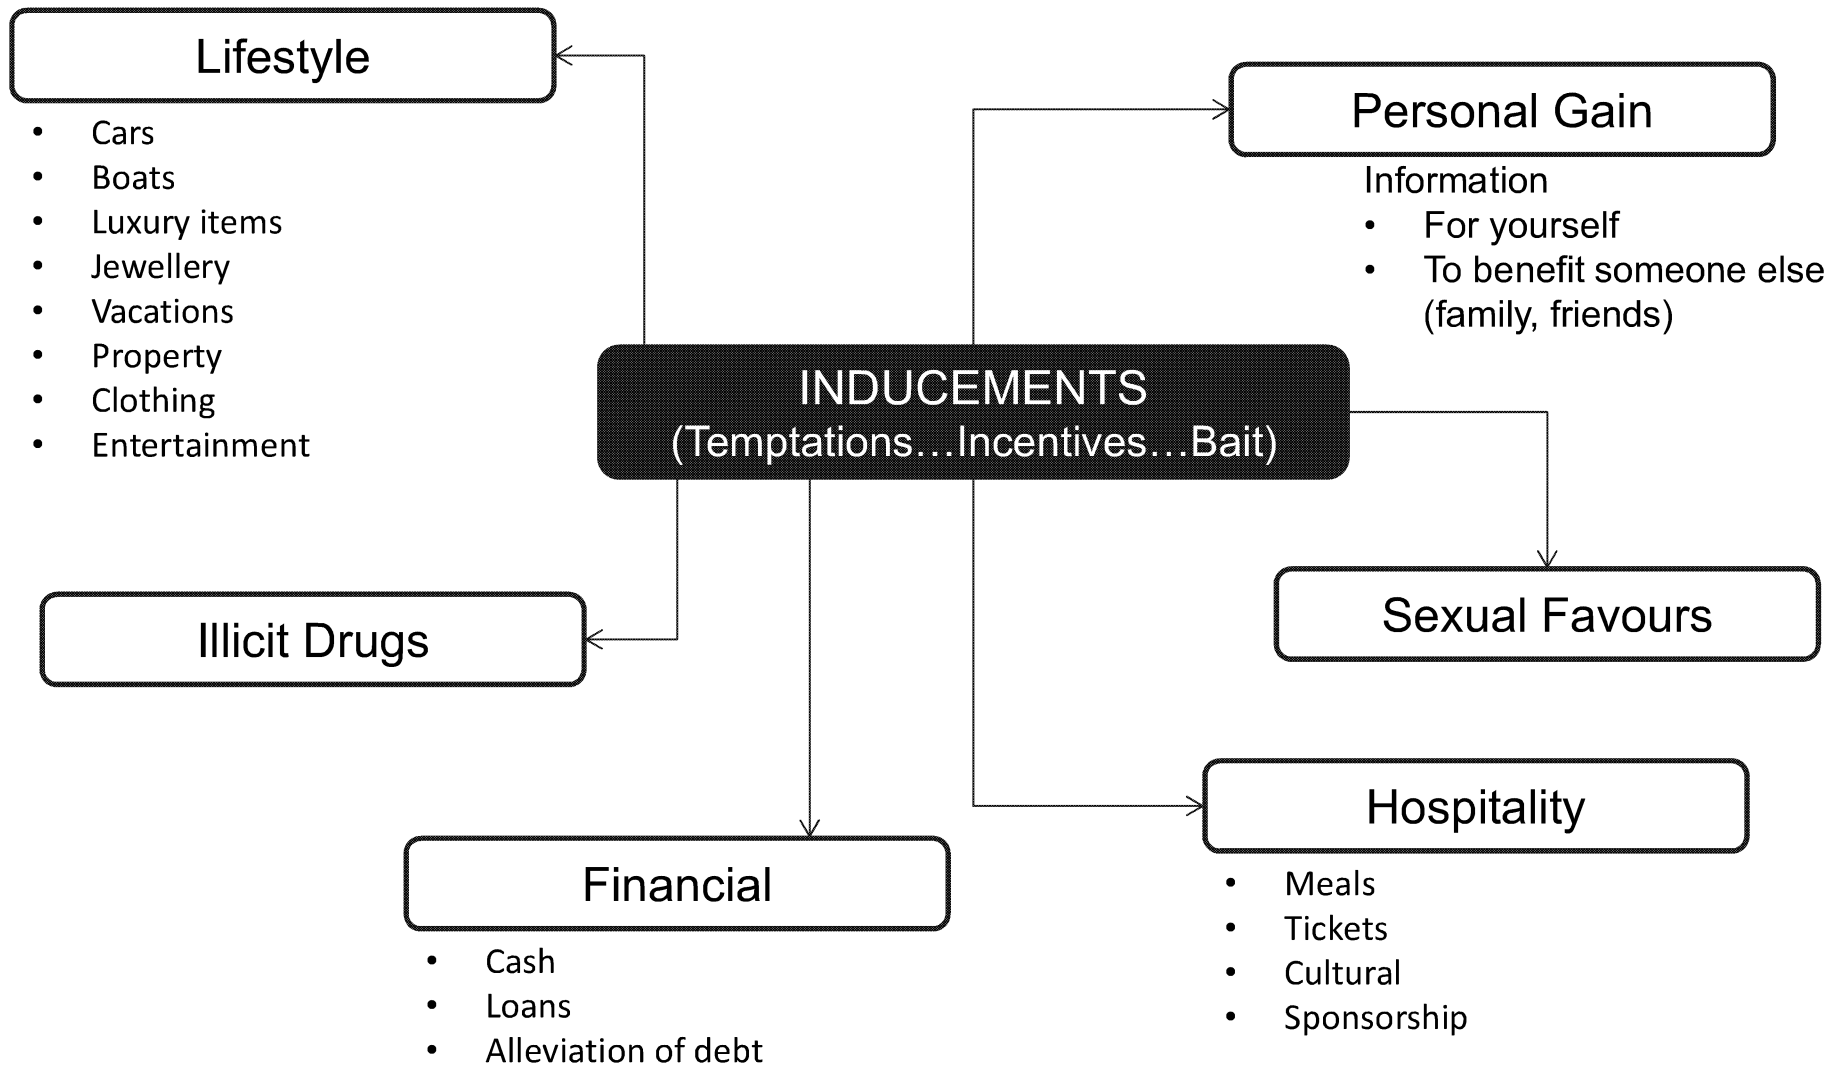 Lifestyle
• Cars
• Boats
• Luxury items
• Jewellery
• Vacations
• Property
• Clothing
• Entertainment
Personal Gain
Information
• For yourself
• To benefit someone else
(family, friends)
INDUCEMENTS
(Temptations…Incentives…Bait)
Illicit Drugs
Sexual Favours
Financial
• Cash
• Loans
• Alleviation of debt
Hospitality
• Meals
• Tickets
• Cultural
• Sponsorship